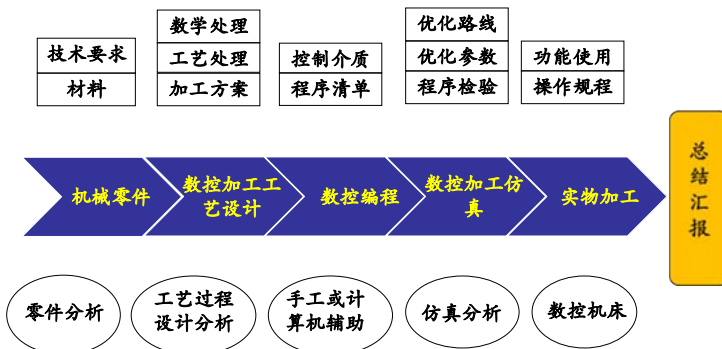 数学处理
优化路线
技术要求
工艺处理
控制介质
优化参数
功能使用
材料
加工方案
程序清单
程序检验
操作规程
机械零件
数控加工工
艺设计
数控编程
数控加工仿
真
实物加工
总
结
汇
报
零件分析
工艺过程
设计分析
手工或计
算机辅助
仿真分析
数控机床